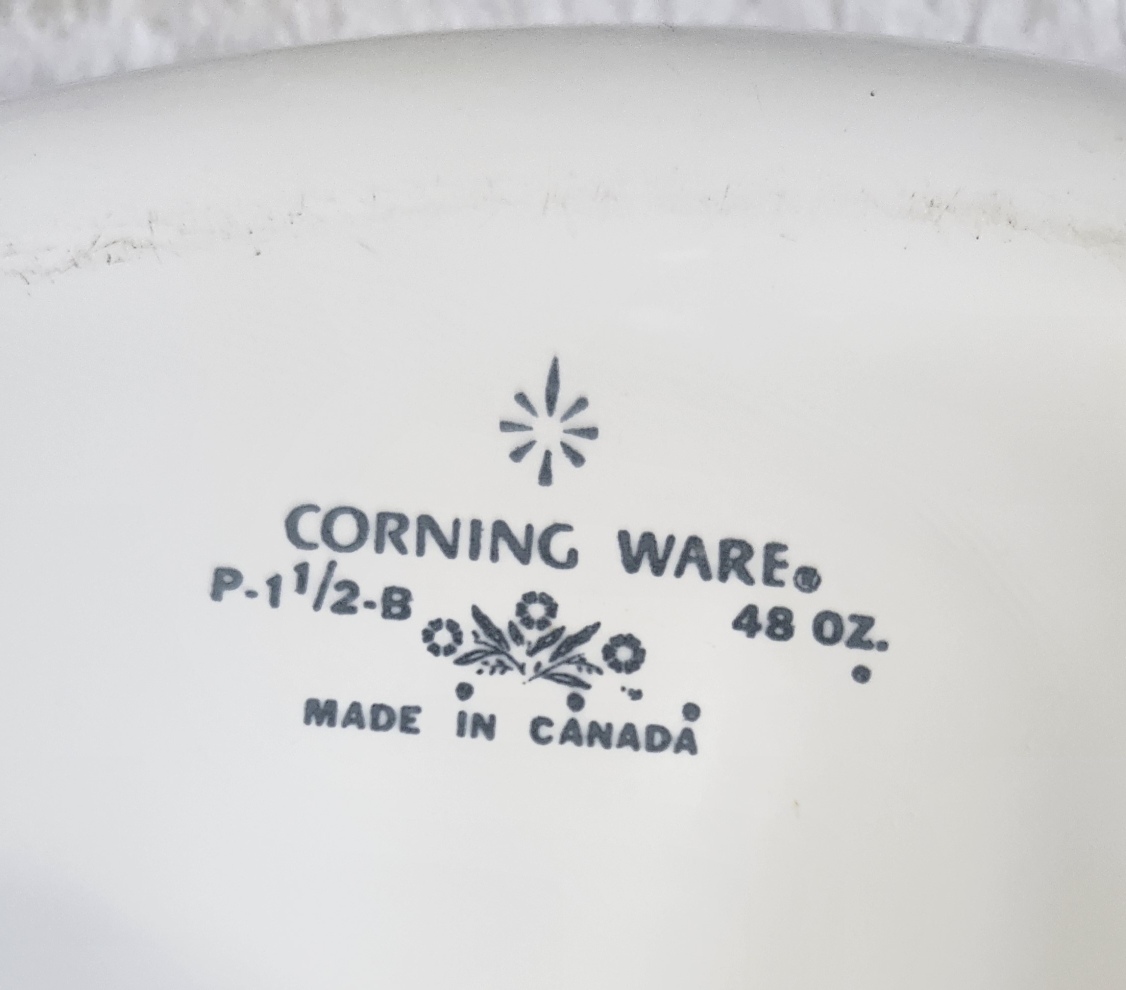 CORNING WARE®
P-1 1/2-B 48 OZ.
MADE IN CANADA